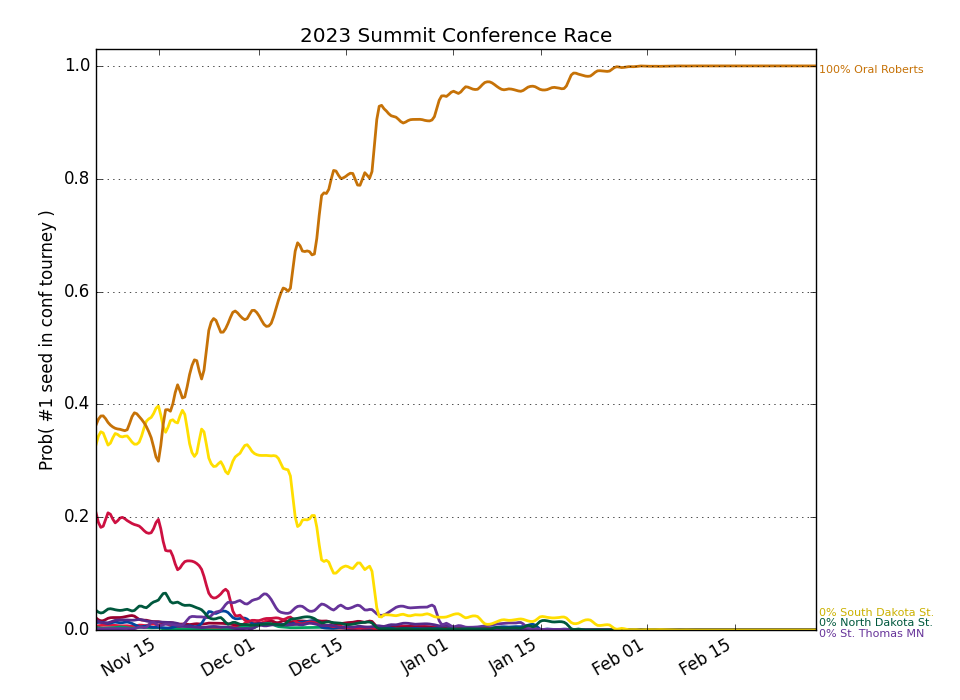 2023 Summit Conference Race
Prob( #1 seed in conf tourney )
1.0
0.8
0.6
0.4
0.2
0.0
Nov 15
Dec 01
Dec 15
Jan 01
Jan 15
Feb 01
Feb 15
100% Oral Roberts
0% South Dakota St.
0% North Dakota St.
0% St. Thomas MN